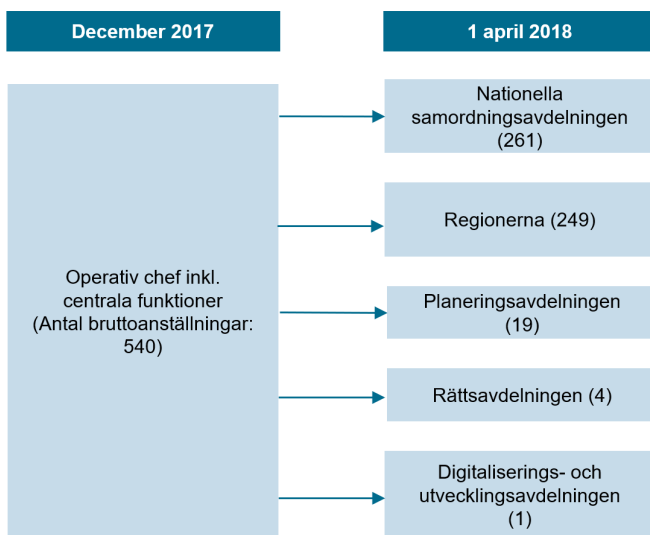 December 2017
1 april 2018
Operativ chef inkl.
centrala funktioner
(Antal bruttoanställningar:
540)
Nationella
samordningsavdelningen
(261)
Regionerna (249)
Planeringsavdelningen
(19)
Rättsavdelningen (4)
Digitaliserings- och
utvecklingsavdelningen
(1)